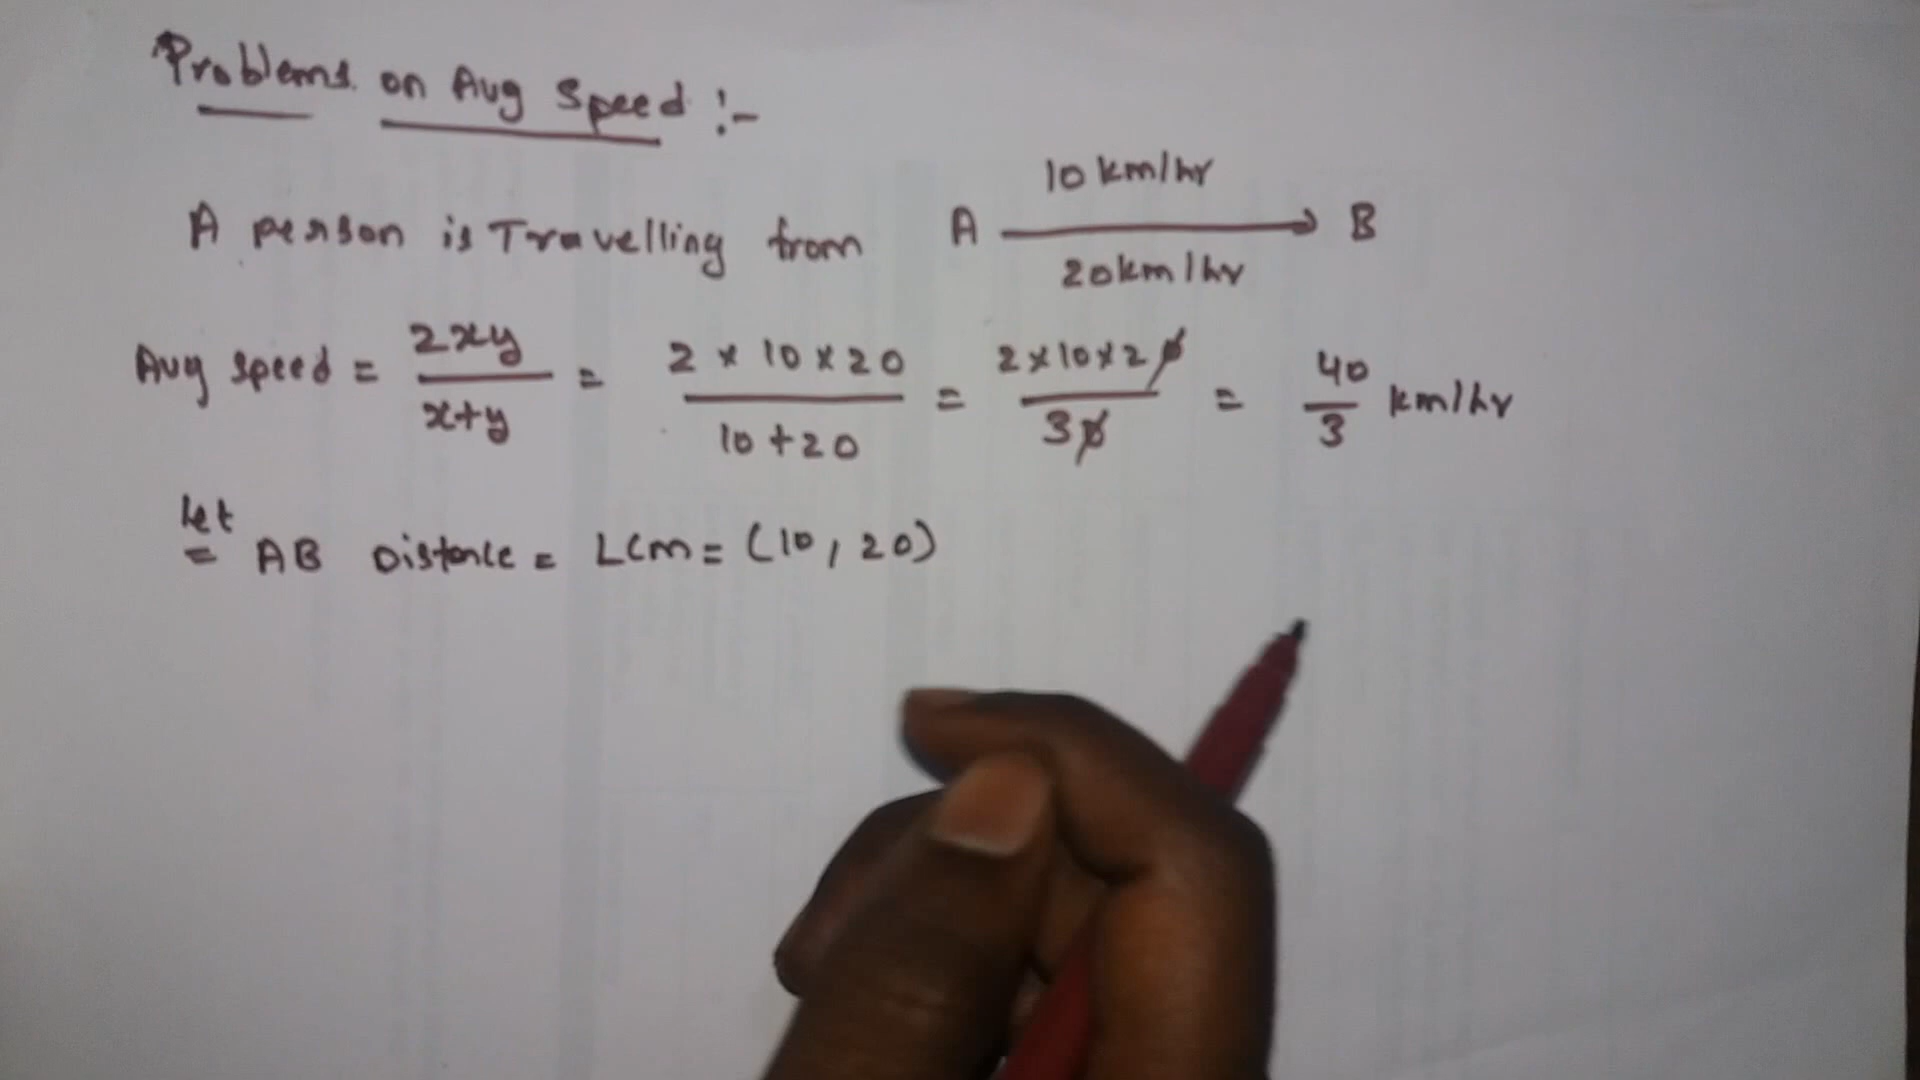 Problems on Avg Speed :-
10 km/hr
A person is Travelling from A → B
20km/hr
Avg speed = 2xy/x+y = 2 × 10 × 20/10 + 20 = 2×10×20/30 = 40/3 km/hr
let
= AB Distance = LCM = (10, 20)